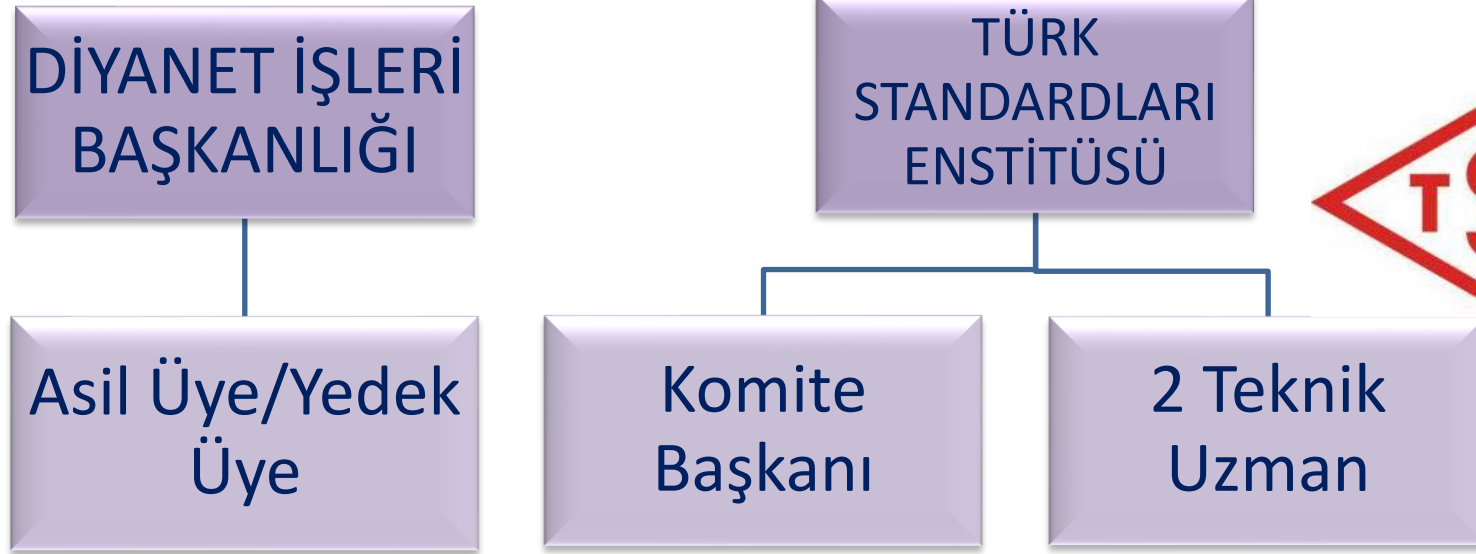 DİYANET İŞLERİ
BAŞKANLIĞI
TÜRK
STANDARDLARI
ENSTİTÜSÜ
Asil Üye/Yedek
Üye
Komite
Başkanı
2 Teknik
Uzman